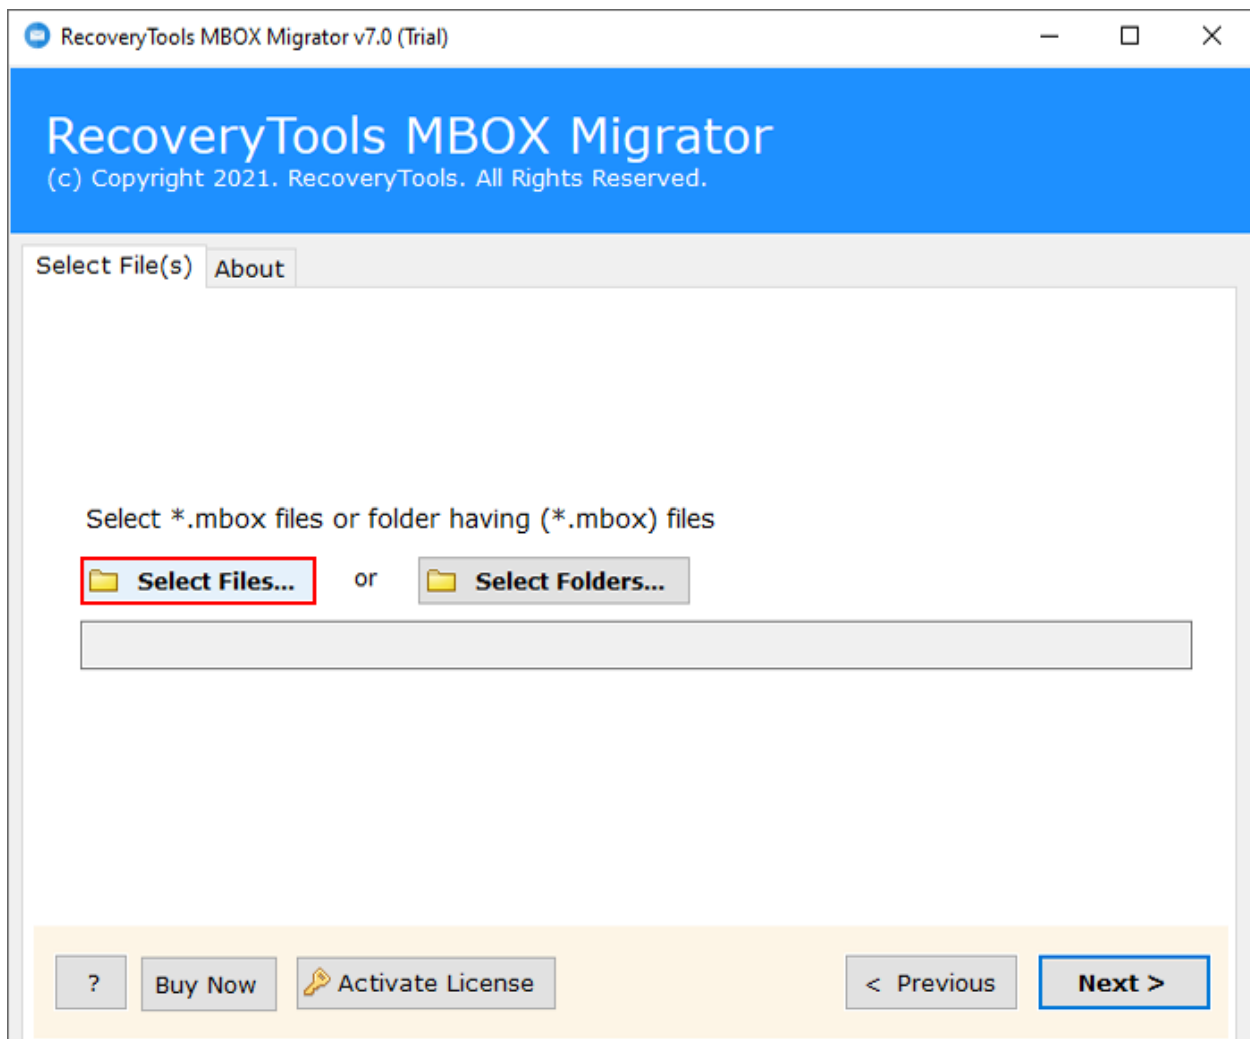 RecoveryTools MBOX Migrator v7.0 (Trial)
RecoveryTools MBOX Migrator
(c) Copyright 2021. RecoveryTools. All Rights Reserved.
Select File(s) About
Select *.mbox files or folder having (*.mbox) files
Select Files... or Select Folders...
? Buy Now Activate License < Previous Next >